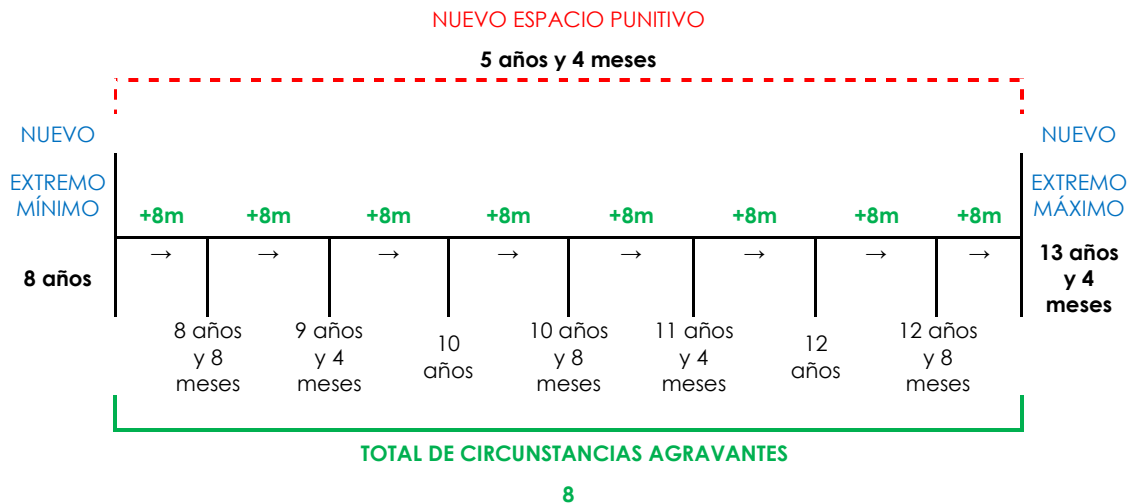 NUEVO ESPACIO PUNITIVO
5 años y 4 meses
NUEVO
EXTREMO
MÍNIMO
NUEVO
EXTREMO
MÁXIMO
+8m
+8m
+8m
+8m
+8m
+8m
+8m
+8m
→
→
→
→
→
→
→
→
8 años
13 años
y 4
meses
8 años
y 8
meses
9 años
y 4
meses
10
años
10 años
y 8
meses
11 años
y 4
meses
12
años
12 años
y 8
meses
TOTAL DE CIRCUNSTANCIAS AGRAVANTES
8